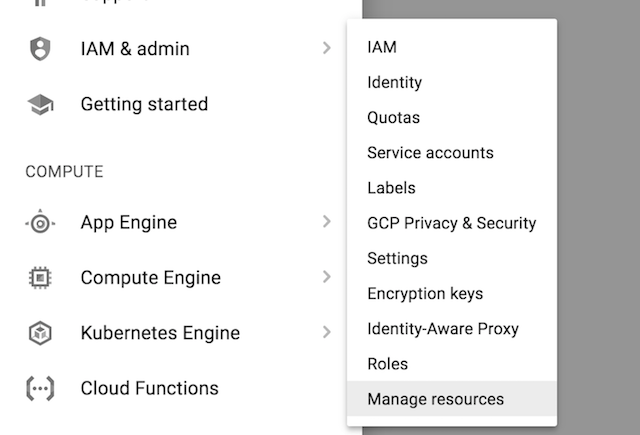 IAM & admin
Getting started
COMPUTE
App Engine
Compute Engine
Kubernetes Engine
Cloud Functions
IAM
Identity
Quotas
Service accounts
Labels
GCP Privacy & Security
Settings
Encryption keys
Identity-Aware Proxy
Roles
Manage resources